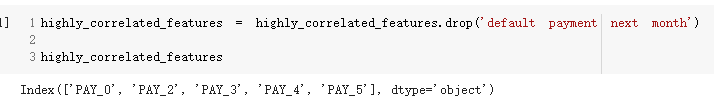 1] 1 highly_correlated_features = highly_correlated_features.drop('default payment next month')
2
3 highly_correlated_features
Index(['PAY_0', 'PAY_2', 'PAY_3', 'PAY_4', 'PAY_5'], dtype='object')